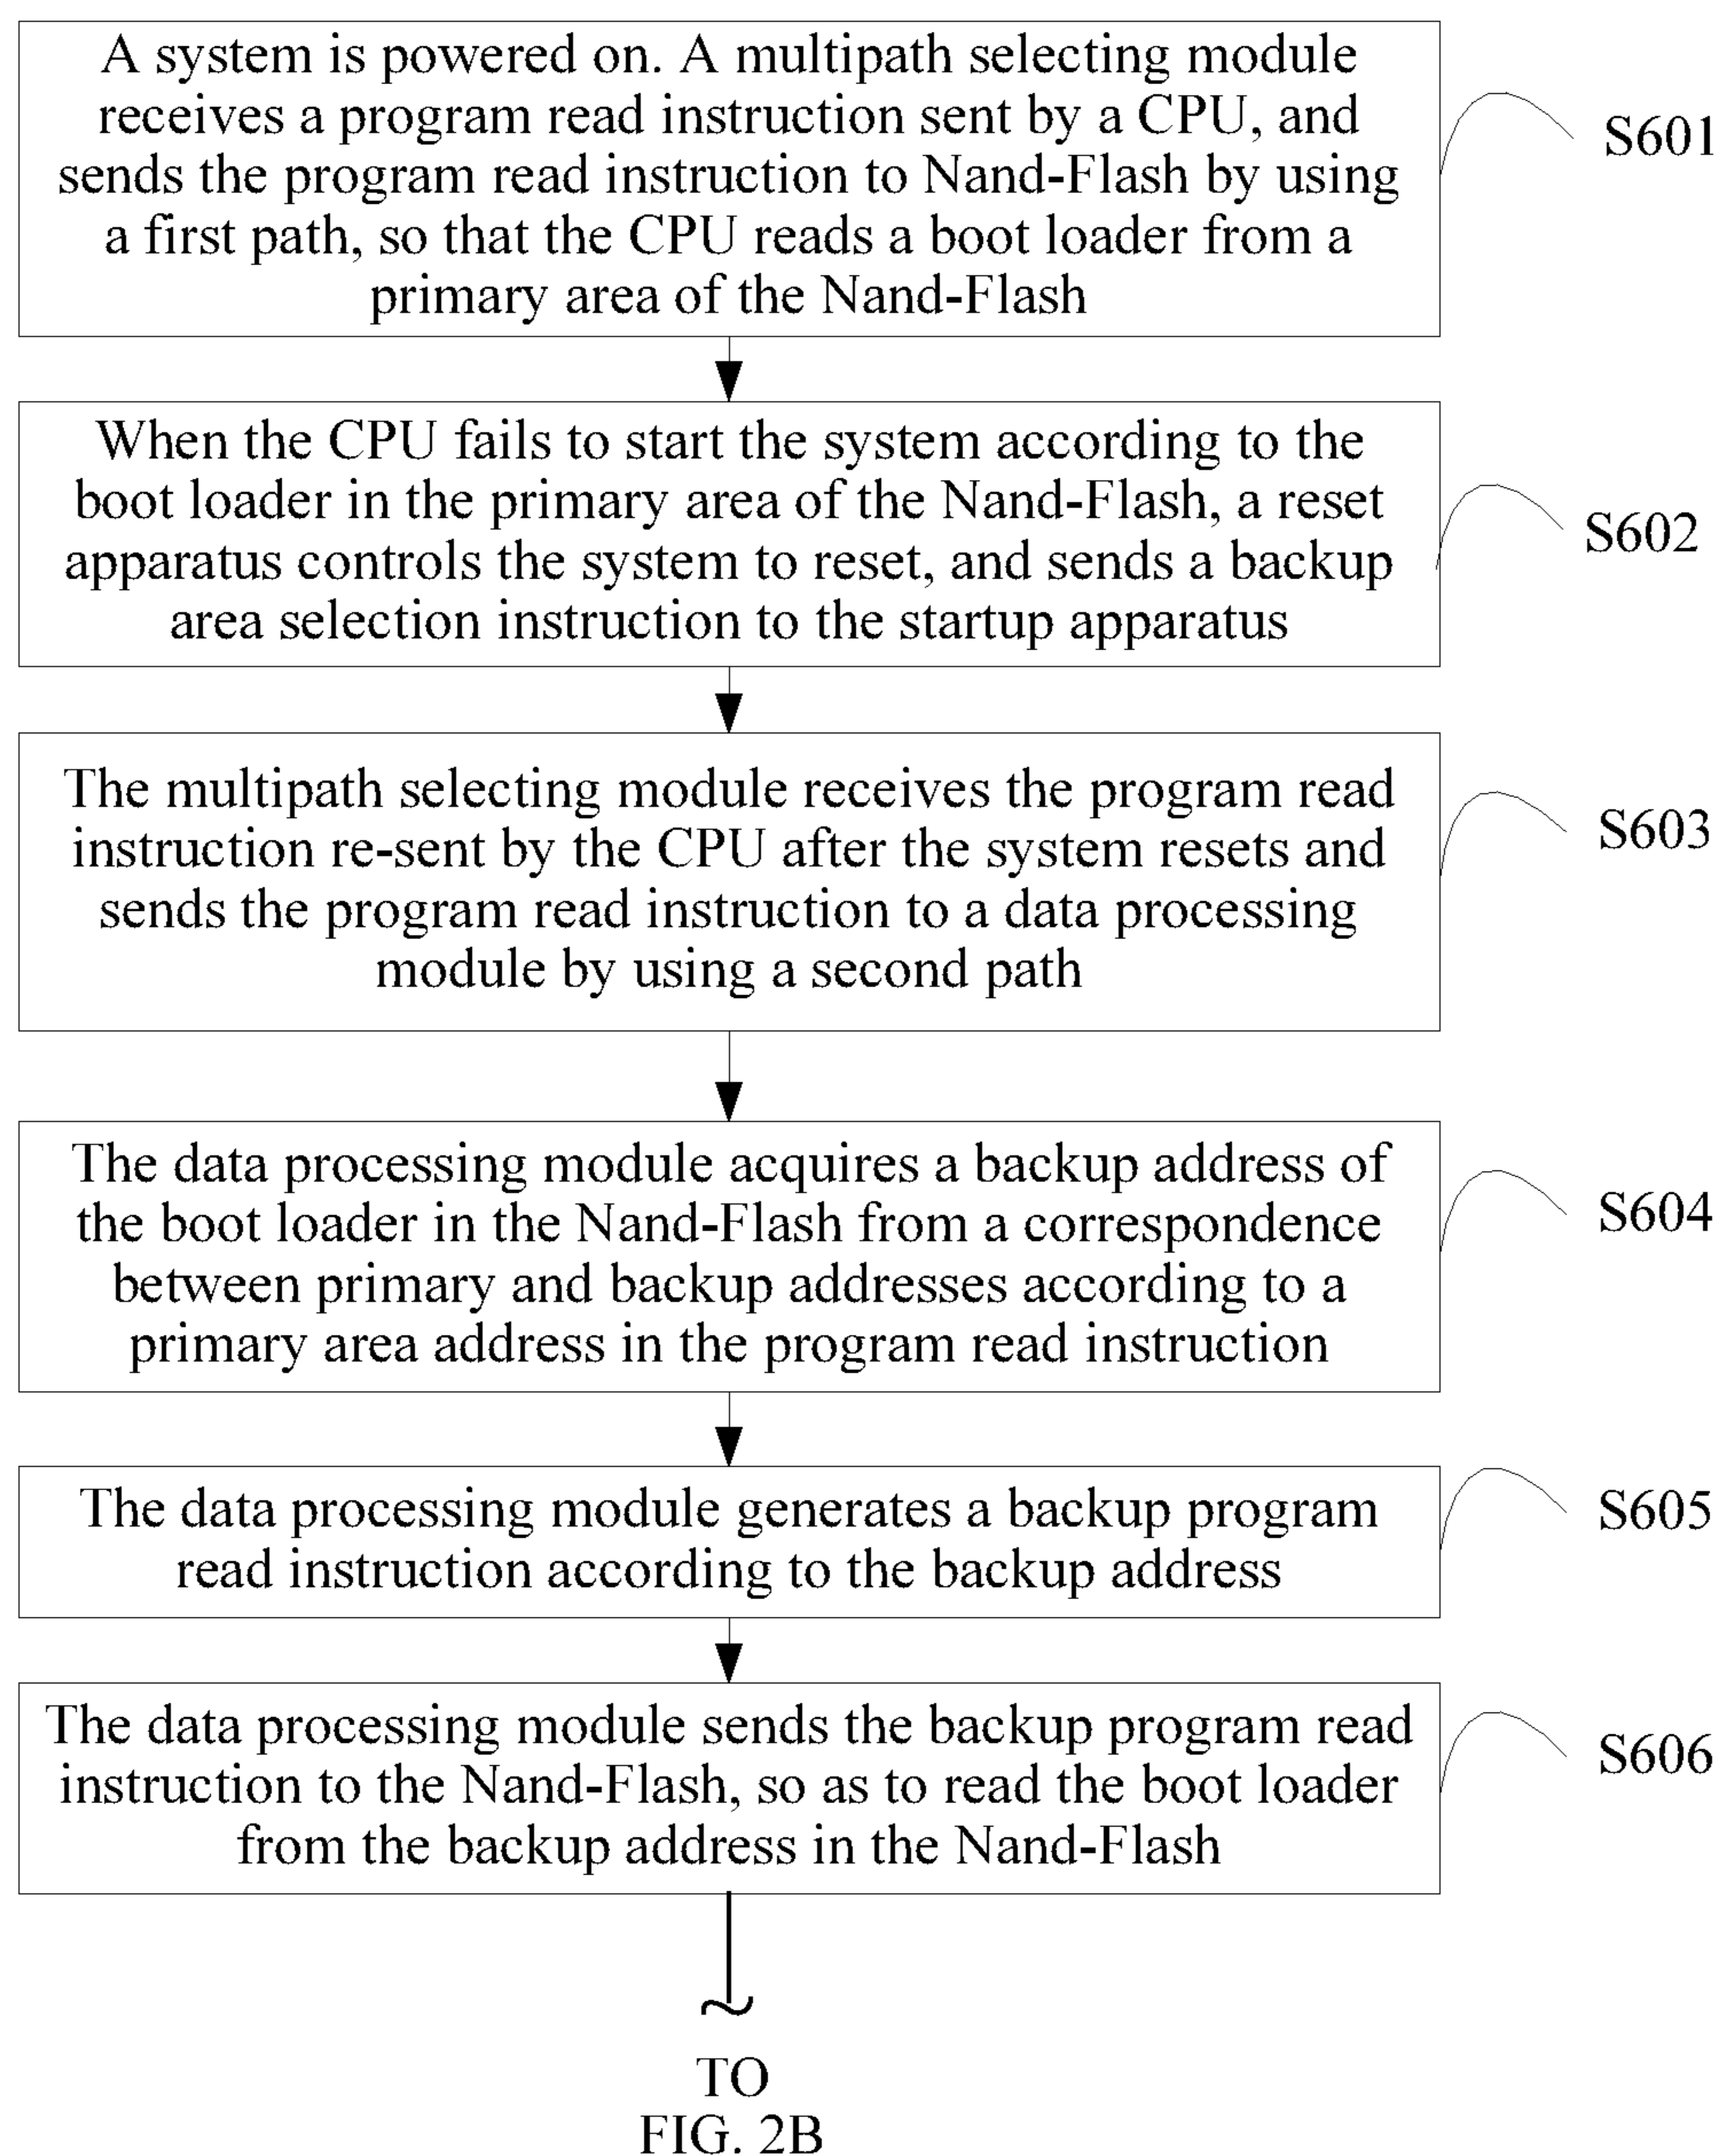 A system is powered on. A multipath selecting module
receives a program read instruction sent by a CPU, and
sends the program read instruction to Nand-Flash by using
a first path, so that the CPU reads a boot loader from a
primary area of the Nand-Flash
S601
When the CPU fails to start the system according to the
boot loader in the primary area of the Nand-Flash, a reset
apparatus controls the system to reset, and sends a backup
area selection instruction to the startup apparatus
S602
The multipath selecting module receives the program read
instruction re-sent by the CPU after the system resets and
sends the program read instruction to a data processing
module by using a second path
S603
The data processing module acquires a backup address of
the boot loader in the Nand-Flash from a correspondence
between primary and backup addresses according to a
primary area address in the program read instruction
S604
The data processing module generates a backup program
read instruction according to the backup address
S605
The data processing module sends the backup program read
instruction to the Nand-Flash, so as to read the boot loader
from the backup address in the Nand-Flash
S606
TO
FIG. 2B